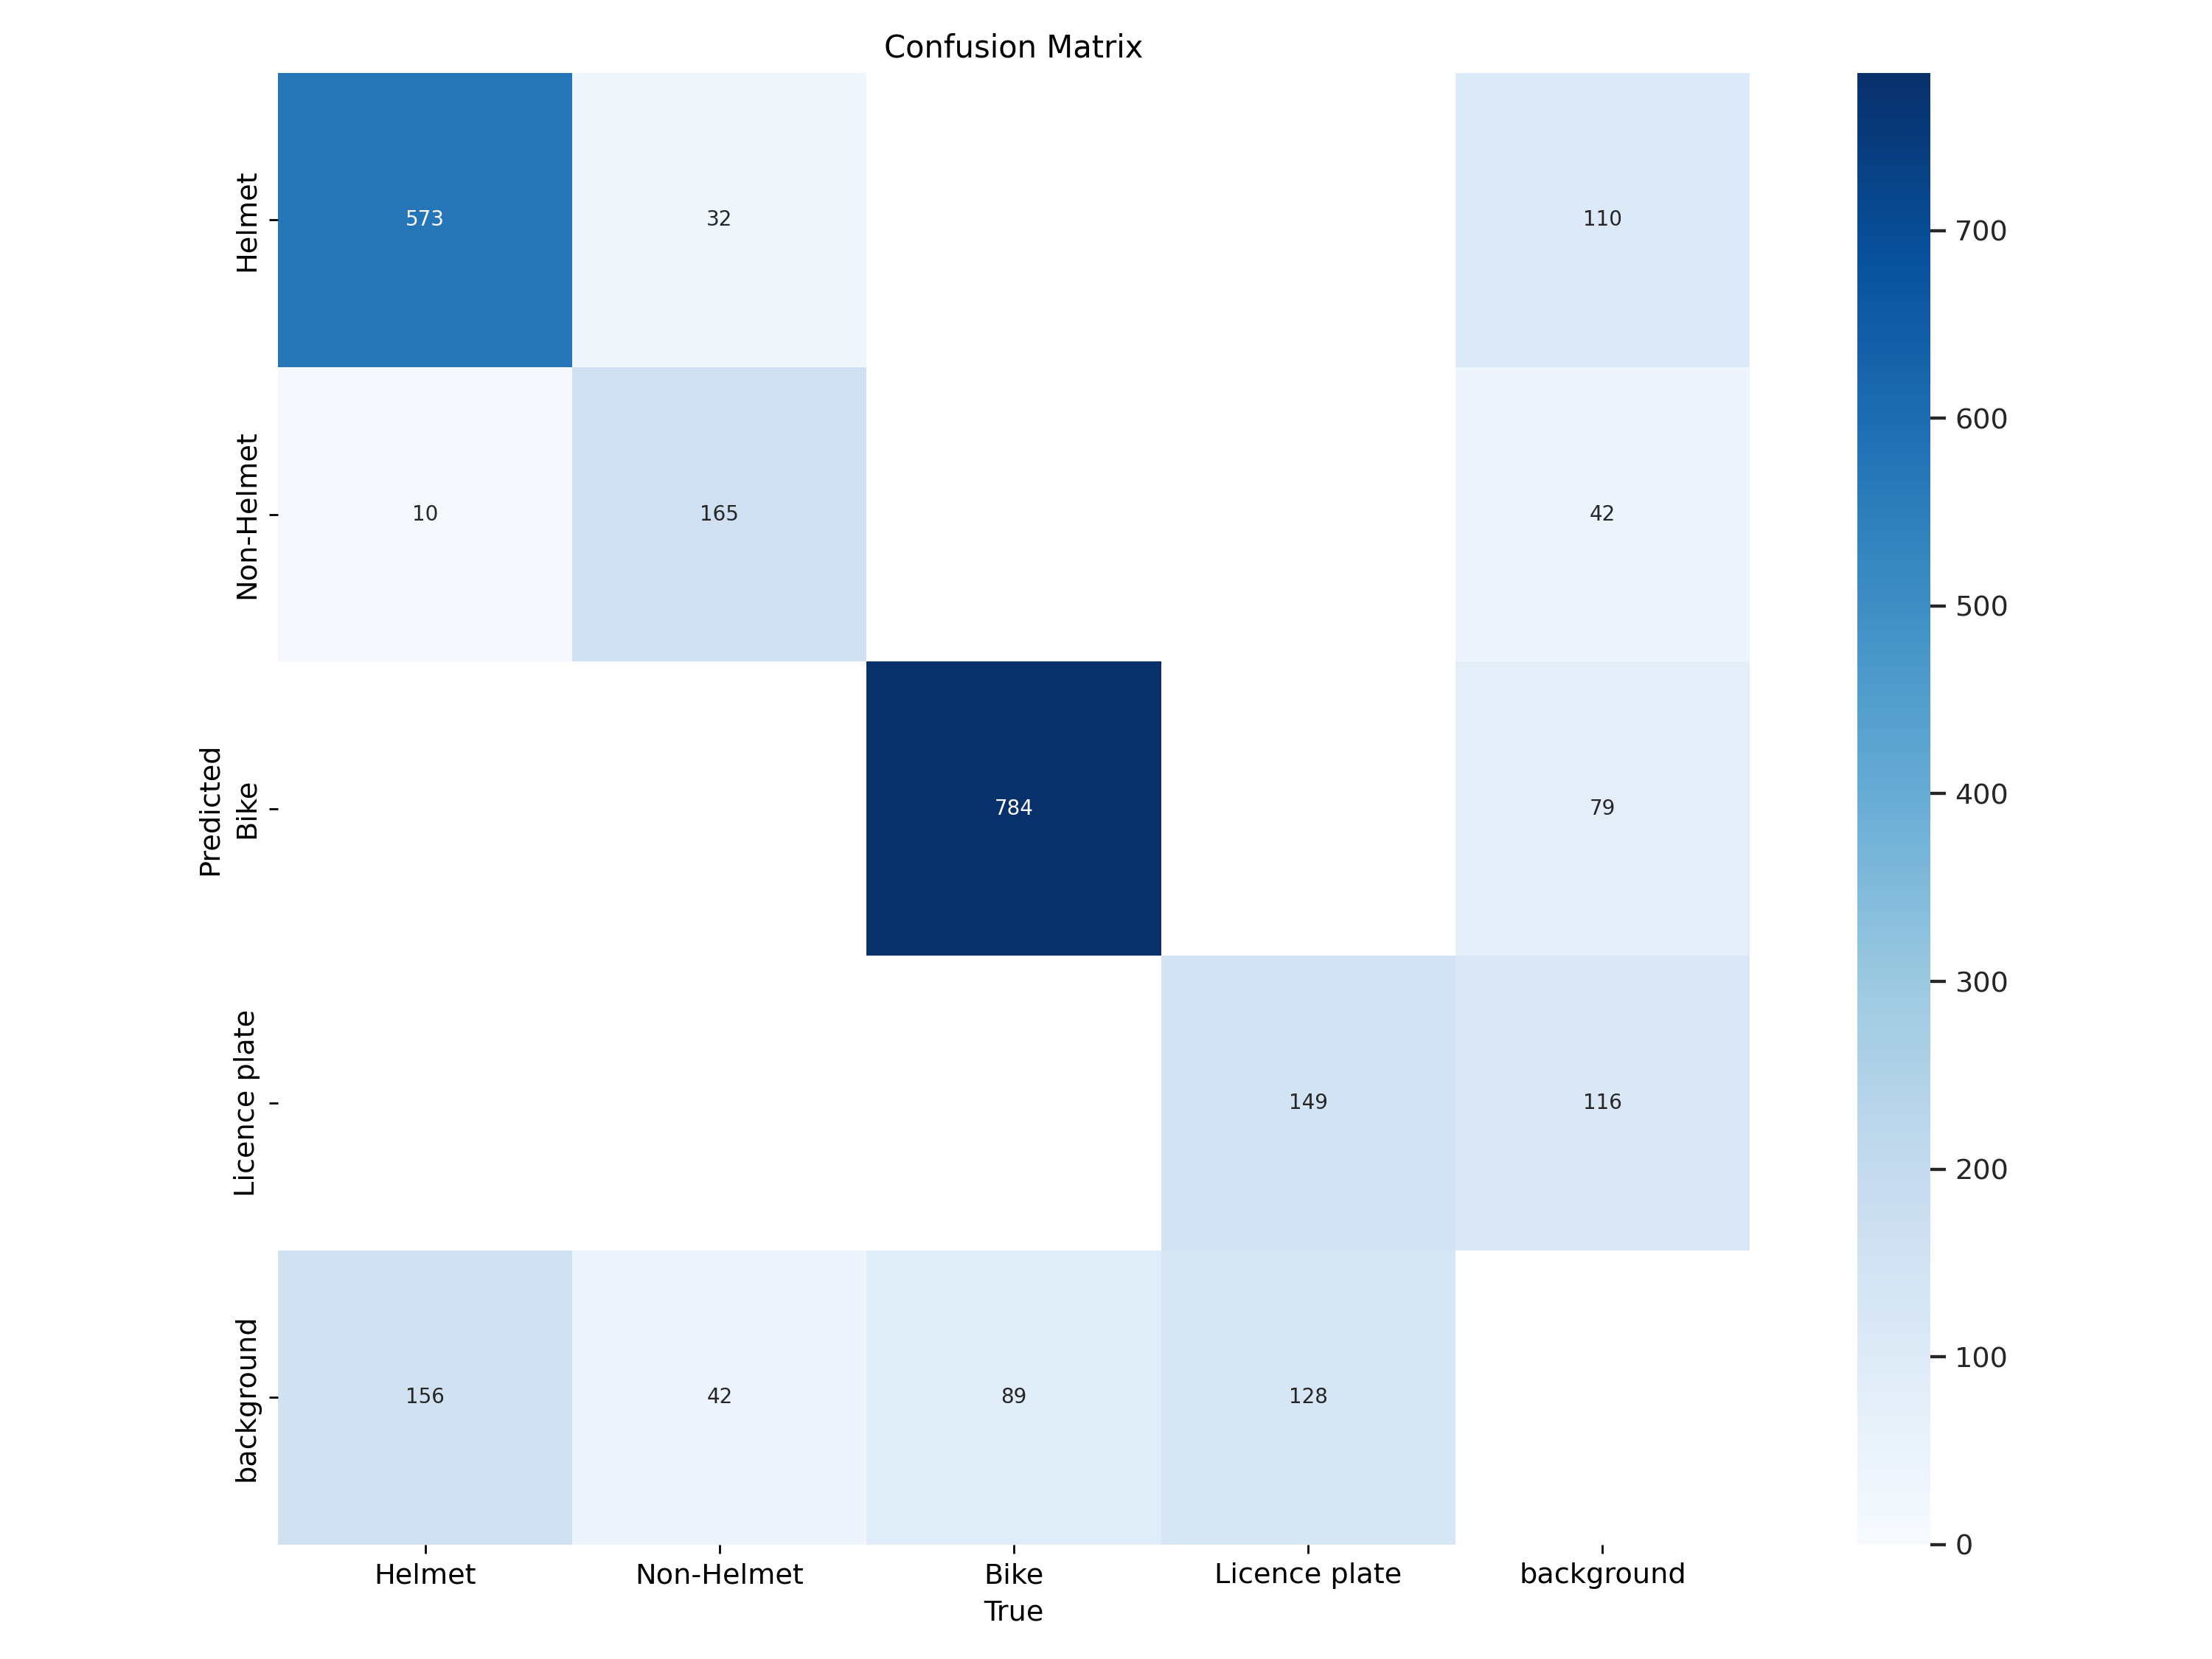 Confusion Matrix
Helmet
573
32
110
700
600
Non-Helmet
10
165
42
500
Predicted
Bike
784
79
400
300
Licence plate
149
116
200
100
background
156
42
89
128
0
Helmet
Non-Helmet
Bike
Licence plate
background
True